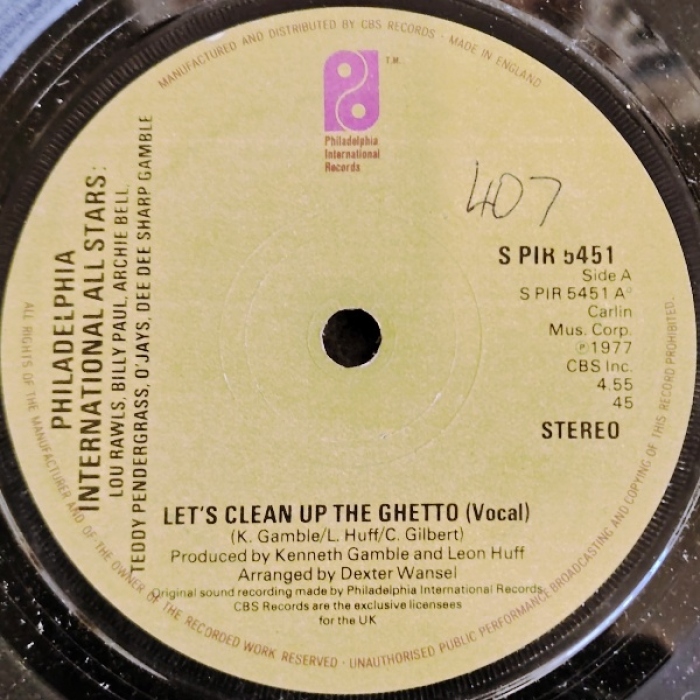 MANUFACTURED AND DISTRIBUTED BY CBS RECORDS · MADE IN ENGLAND
T.M.
Philadelphia
International
Records
407
S PIR 5451
Side A
S PIR 5451 A
Carlin
Mus. Corp.
℗1977
CBS Inc.
4.55
45
STEREO
PHILADELPHIA
INTERNATIONAL ALL STARS:
LOU RAWLS, BILLY PAUL, ARCHIE BELL,
TEDDY PENDERGRASS, O'JAYS, DEE DEE SHARP GAMBLE
LET'S CLEAN UP THE GHETTO (Vocal)
(K. Gamble/L. Huff/C. Gilbert)
Produced by Kenneth Gamble and Leon Huff
Arranged by Dexter Wansel
Original sound recording made by Philadelphia International Records.
CBS Records are the exclusive licensees
for the UK
ALL RIGHTS OF THE MANUFACTURER AND OF THE OWNER OF THE RECORDED WORK RESERVED · UNAUTHORISED PUBLIC PERFORMANCE BROADCASTING AND COPYING OF THIS RECORD PROHIBITED.